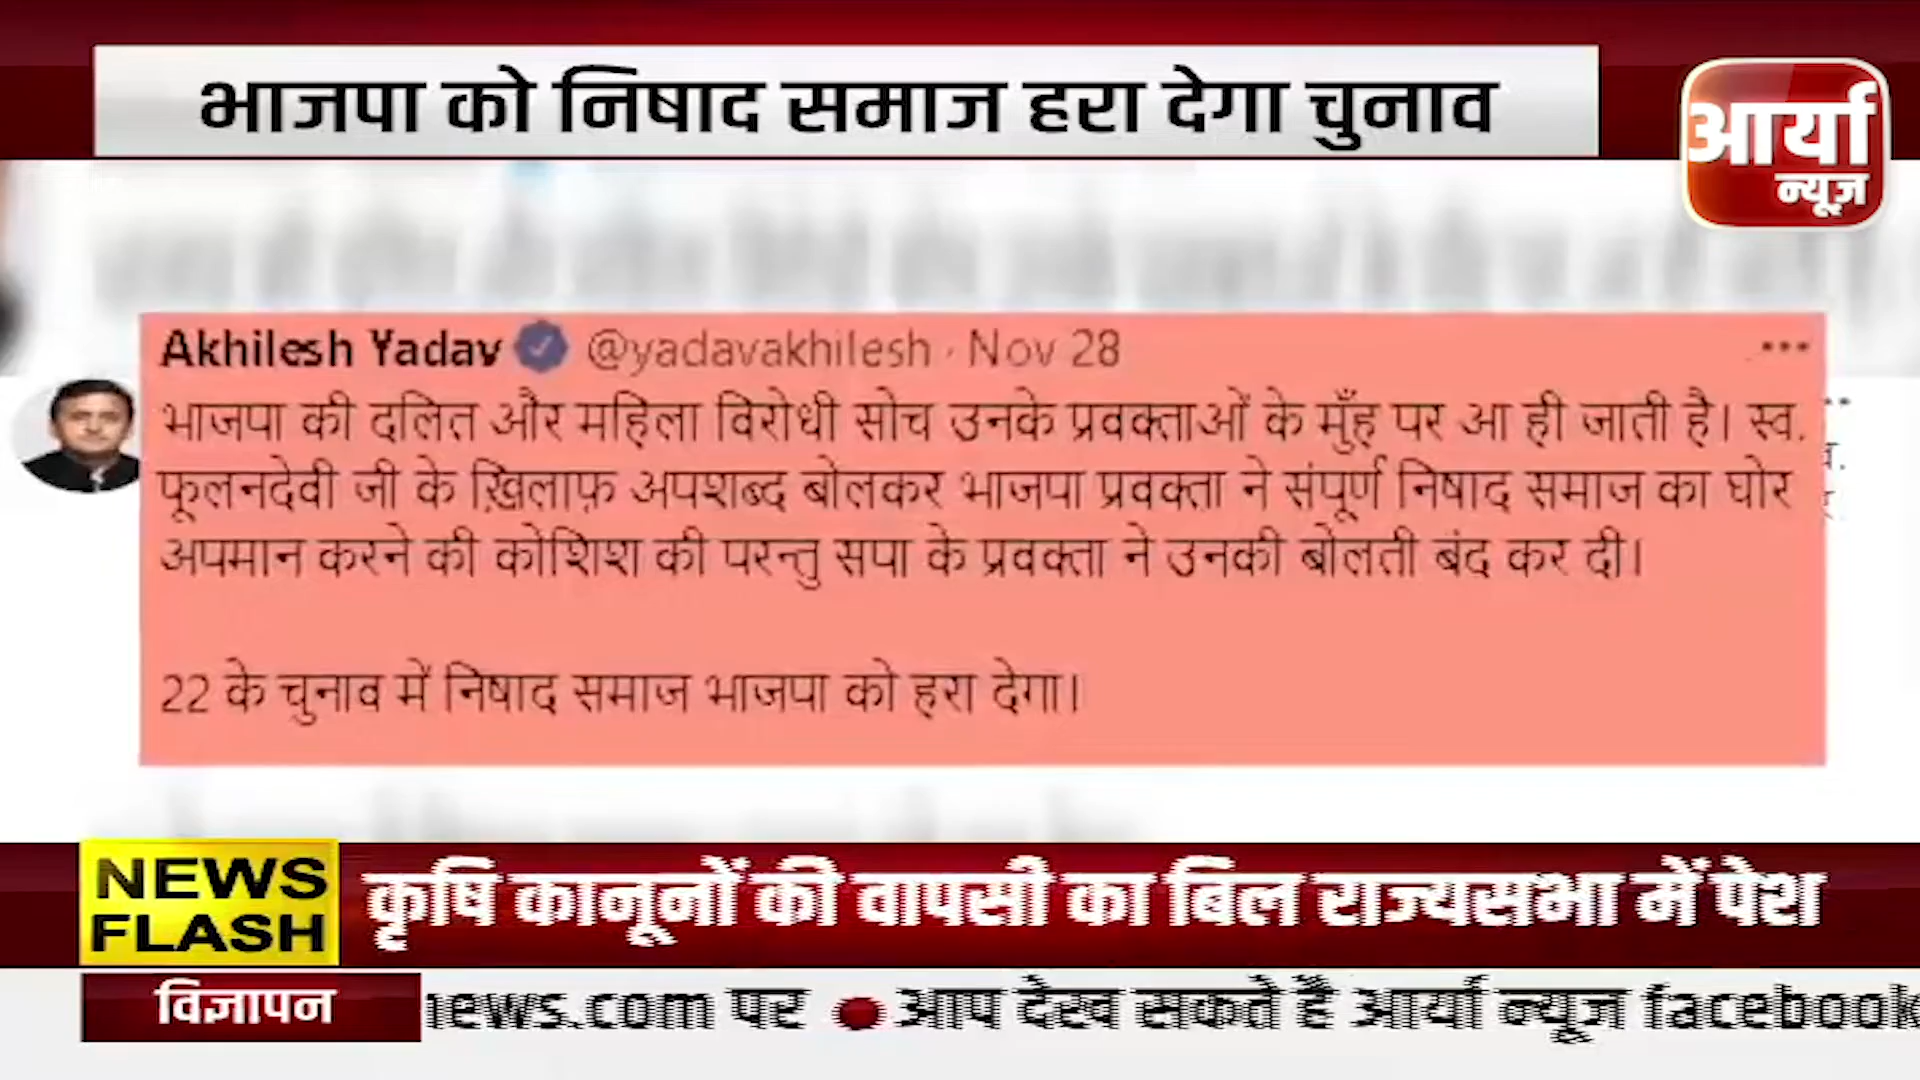 भाजपा को निषाद समाज हरा देगा चुनाव
आर्या
न्यूज़
Akhilesh Yadav @yadavakhilesh · Nov 28
भाजपा की दलित और महिला विरोधी सोच उनके प्रवक्ताओं के मुँह पर आ ही जाती है। स्व.
फूलनदेवी जी के ख़िलाफ़ अपशब्द बोलकर भाजपा प्रवक्ता ने संपूर्ण निषाद समाज का घोर
अपमान करने की कोशिश की परन्तु सपा के प्रवक्ता ने उनकी बोलती बंद कर दी।
22 के चुनाव में निषाद समाज भाजपा को हरा देगा।
NEWS
FLASH
कृषि कानूनों की वापसी का बिल राज्यसभा में पेश
विज्ञापन
news.com पर ● आप देख सकते हैं आर्या न्यूज facebook